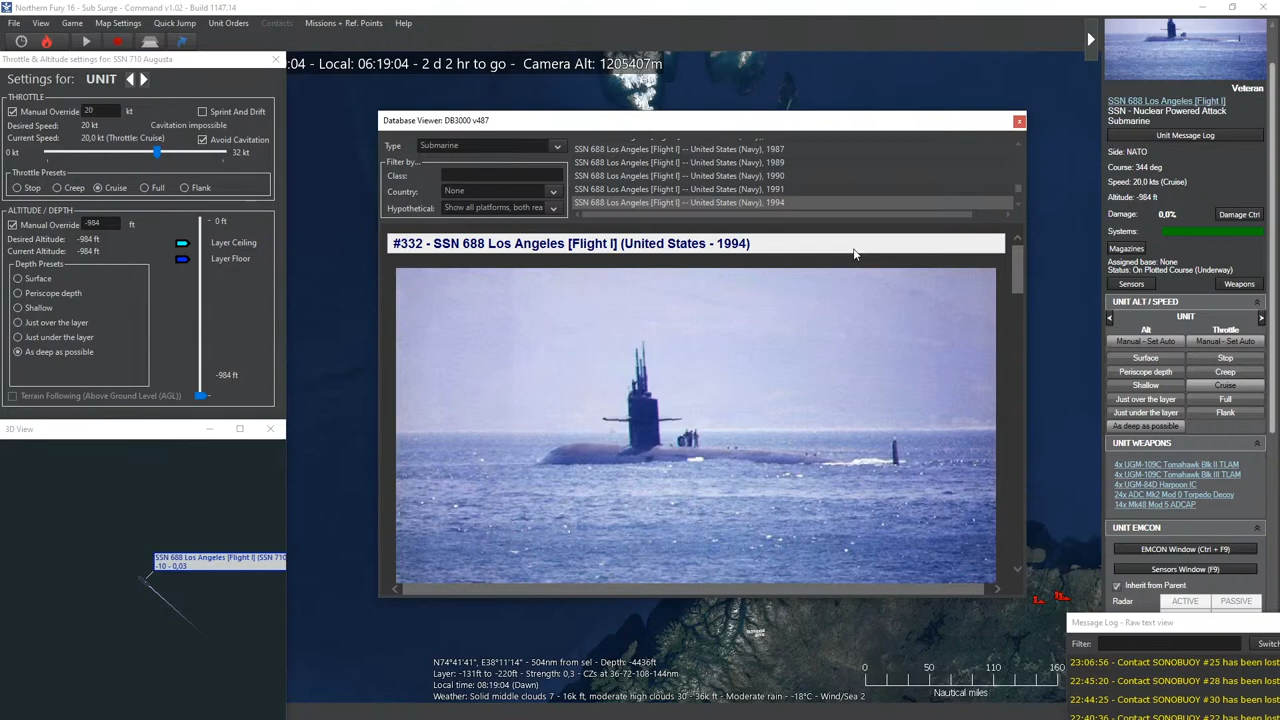 Northern Fury 16 - Sub Surge - Command v1.02 - Build 1147.14
File View Game Map Settings Quick Jump Unit Orders Contacts Missions + Ref. Points Help
Throttle & Altitude settings for: SSN 710 Augusta
:04 - Local: 06:19:04 - 2 d 2 hr to go - Camera Alt: 1205407m
Settings for: UNIT
THROTTLE
Manual Override 20 kt Sprint And Drift
Desired Speed: 20 kt Cavitation impossible
Current Speed: 20,0 kt (Throttle: Cruise) Avoid Cavitation
0 kt 32 kt
Throttle Presets
Stop Creep Cruise Full Flank
ALTITUDE / DEPTH
Manual Override -984 ft
Desired Altitude: -984 ft
Current Altitude: -984 ft
Depth Presets
Surface
Periscope depth
Shallow
Just over the layer
Just under the layer
As deep as possible
0 ft
Layer Ceiling
Layer Floor
-984 ft
Terrain Following (Above Ground Level (AGL))
3D View
SSN 688 Los Angeles [Flight I] (SSN 710
-10 - 0,03
Database Viewer: DB3000 v487
Type Submarine
Filter by...
Class:
Country: None
Hypothetical: Show all platforms, both rea
SSN 688 Los Angeles [Flight I] -- United States (Navy), 1987
SSN 688 Los Angeles [Flight I] -- United States (Navy), 1989
SSN 688 Los Angeles [Flight I] -- United States (Navy), 1990
SSN 688 Los Angeles [Flight I] -- United States (Navy), 1991
SSN 688 Los Angeles [Flight I] -- United States (Navy), 1994
#332 - SSN 688 Los Angeles [Flight I] (United States - 1994)
N74°41'41", E38°11'14" - 504nm from sel - Depth: -4436ft
Layer: -131ft to -220ft - Strength: 0,3 - CZs at 36-72-108-144nm
Local time: 08:19:04 (Dawn)
Weather: Solid middle clouds 7 - 16k ft, moderate high clouds 30 - 36k ft - Moderate rain - -18°C - Wind/Sea 2
0 50 110 160
Nautical miles
Veteran
SSN 688 Los Angeles [Flight I]
SSN - Nuclear Powered Attack
Submarine
Unit Message Log
Side: NATO
Course: 344 deg
Speed: 20,0 kts (Cruise)
Altitude: -984 ft
Damage: 0,0% Damage Ctrl
Systems:
Magazines
Assigned base: None
Status: On Plotted Course (Underway)
Sensors Weapons
UNIT ALT / SPEED
UNIT
Alt Throttle
Manual - Set Auto Manual - Set Auto
Surface Stop
Periscope depth Creep
Shallow Cruise
Just over the layer Full
Just under the layer Flank
As deep as possible
UNIT WEAPONS
4x UGM-109C Tomahawk Blk II TLAM
4x UGM-109C Tomahawk Blk III TLAM
4x UGM-84D Harpoon IC
24x ADC Mk2 Mod 0 Torpedo Decoy
14x Mk48 Mod 5 ADCAP
UNIT EMCON
EMCON Window (Ctrl + F9)
Sensors Window (F9)
Inherit from Parent
Radar ACTIVE PASSIVE
Message Log - Raw text view
Filter: Switch
23:06:56 - Contact SONOBUOY #25 has been lost
22:45:20 - Contact SONOBUOY #28 has been lost
22:44:25 - Contact SONOBUOY #30 has been lost
22:40:36 - Contact SONOBUOY #22 has been lost